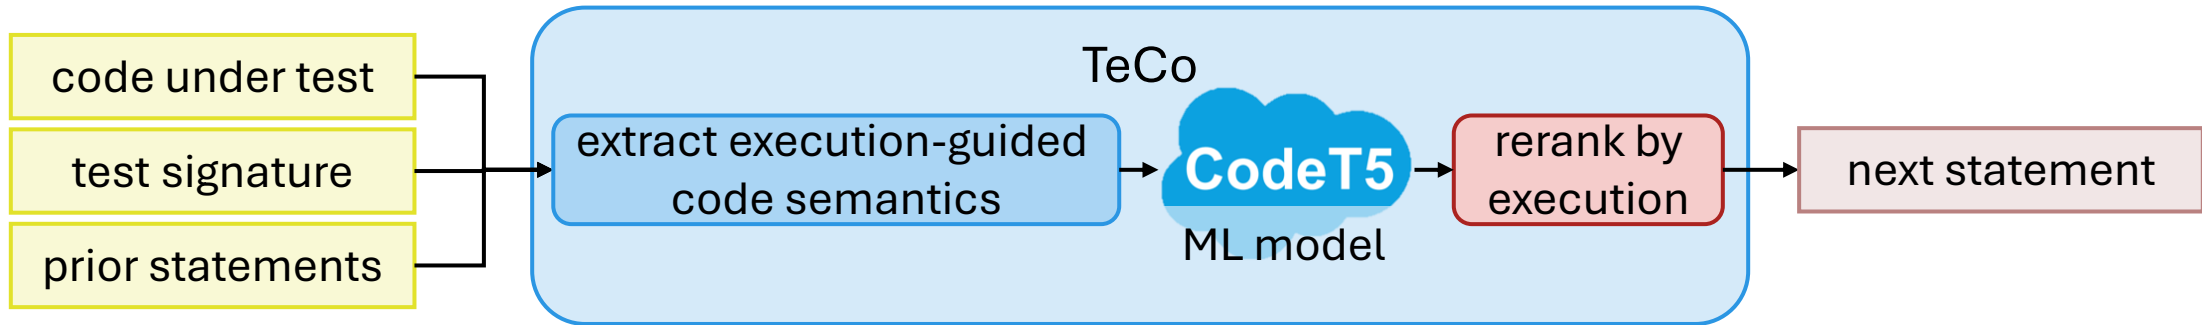 code under test
test signature
prior statements
TeCo
extract execution-guided
code semantics
CodeT5
ML model
rerank by
execution
next statement